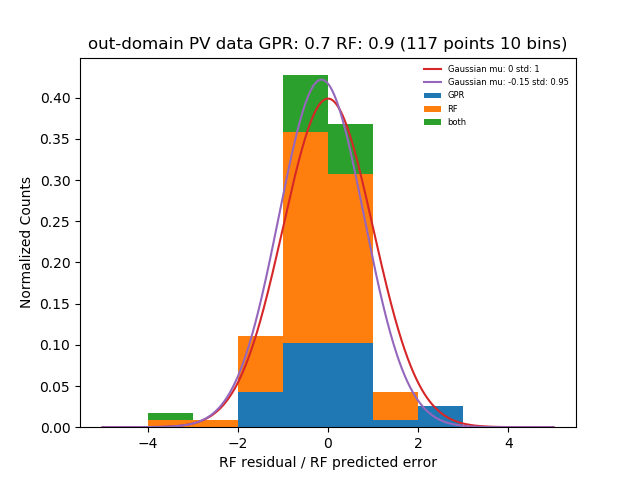 out-domain PV data GPR: 0.7 RF: 0.9 (117 points 10 bins)
Gaussian mu: 0 std: 1
Gaussian mu: -0.15 std: 0.95
GPR
RF
both
Normalized Counts
0.40
0.35
0.30
0.25
0.20
0.15
0.10
0.05
0.00
−4 −2 0 2 4
RF residual / RF predicted error